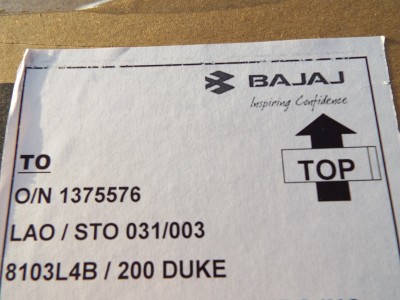 BAJAJ
Inspiring Confidence
TO
TOP
O/N 1375576
LAO / STO 031/003
8103L4B / 200 DUKE